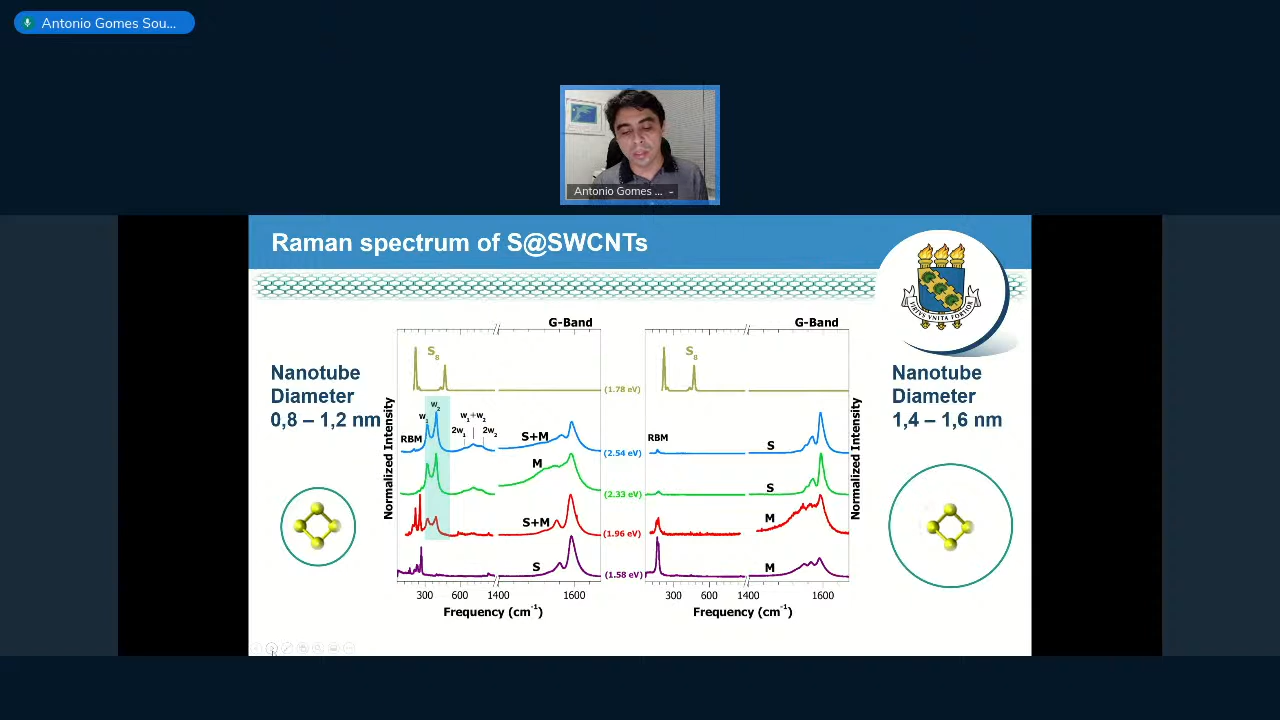 Antonio Gomes Sou...
Antonio Gomes ...
Raman spectrum of S@SWCNTs
VIRTVS VNITA FORTIOR
Nanotube
Diameter
0,8 – 1,2 nm
Normalized Intensity
G-Band
S8
(1.78 eV)
w1
w2
w1+w2
2w1
2w2
RBM
S+M
(2.54 eV)
M
(2.33 eV)
S+M
(1.96 eV)
S
(1.58 eV)
300
600
1400
1600
Frequency (cm-1)
G-Band
S8
RBM
S
S
M
M
300
600
1400
1600
Frequency (cm-1)
Normalized Intensity
Nanotube
Diameter
1,4 – 1,6 nm